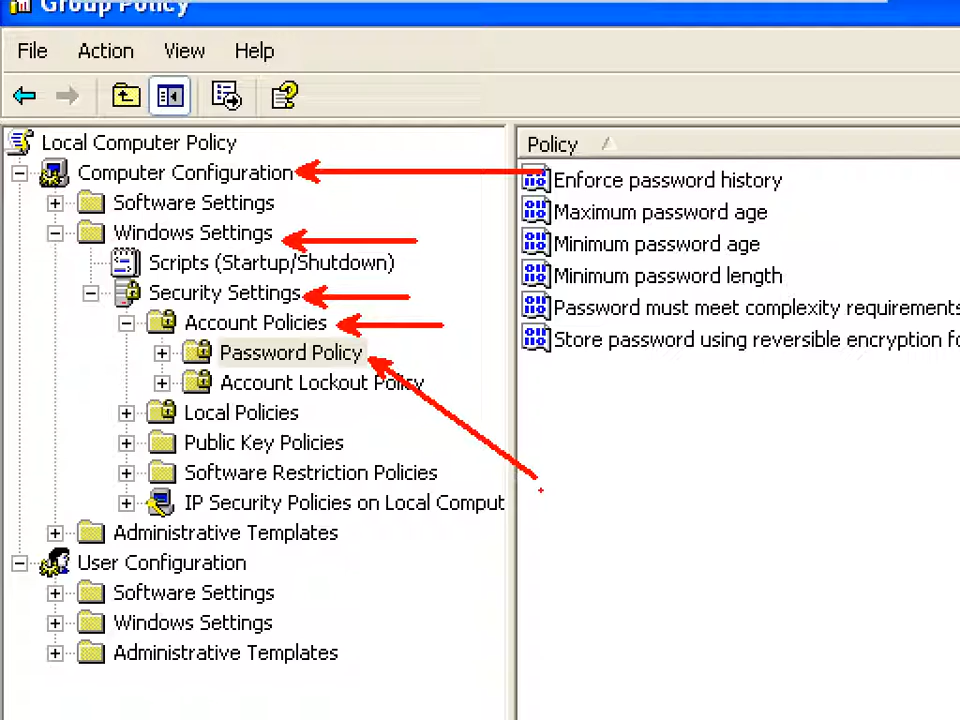 Group Policy
File Action View Help
Local Computer Policy
Computer Configuration
Software Settings
Windows Settings
Scripts (Startup/Shutdown)
Security Settings
Account Policies
Password Policy
Account Lockout Policy
Local Policies
Public Key Policies
Software Restriction Policies
IP Security Policies on Local Comput
Administrative Templates
User Configuration
Software Settings
Windows Settings
Administrative Templates
Policy
Enforce password history
Maximum password age
Minimum password age
Minimum password length
Password must meet complexity requirements
Store password using reversible encryption fo